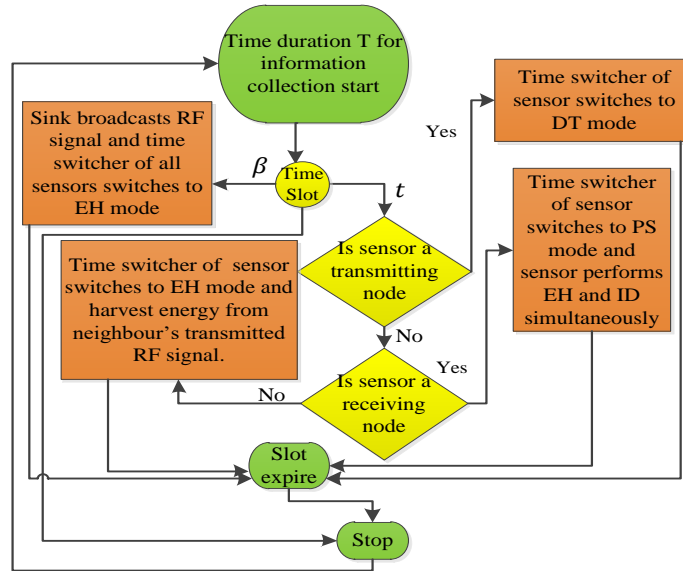 Time duration T for
information
collection start
Time switcher of
sensor switches to
DT mode
Yes
Sink broadcasts RF
signal and time
switcher of all
sensors switches to
EH mode
β
Time
Slot
t
Time switcher
of sensor
switches to PS
mode and
sensor performs
EH and ID
simultaneously
Is sensor a
transmitting
node
Time switcher of sensor
switches to EH mode and
harvest energy from
neighbour's transmitted
RF signal.
No
Yes
Is sensor a
receiving
node
No
Slot
expire
Stop